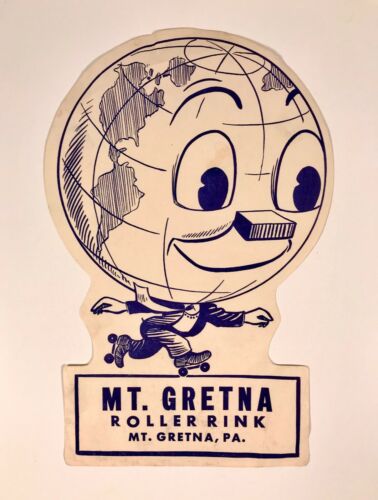 MT. GRETNA
ROLLER RINK
MT. GRETNA, PA.